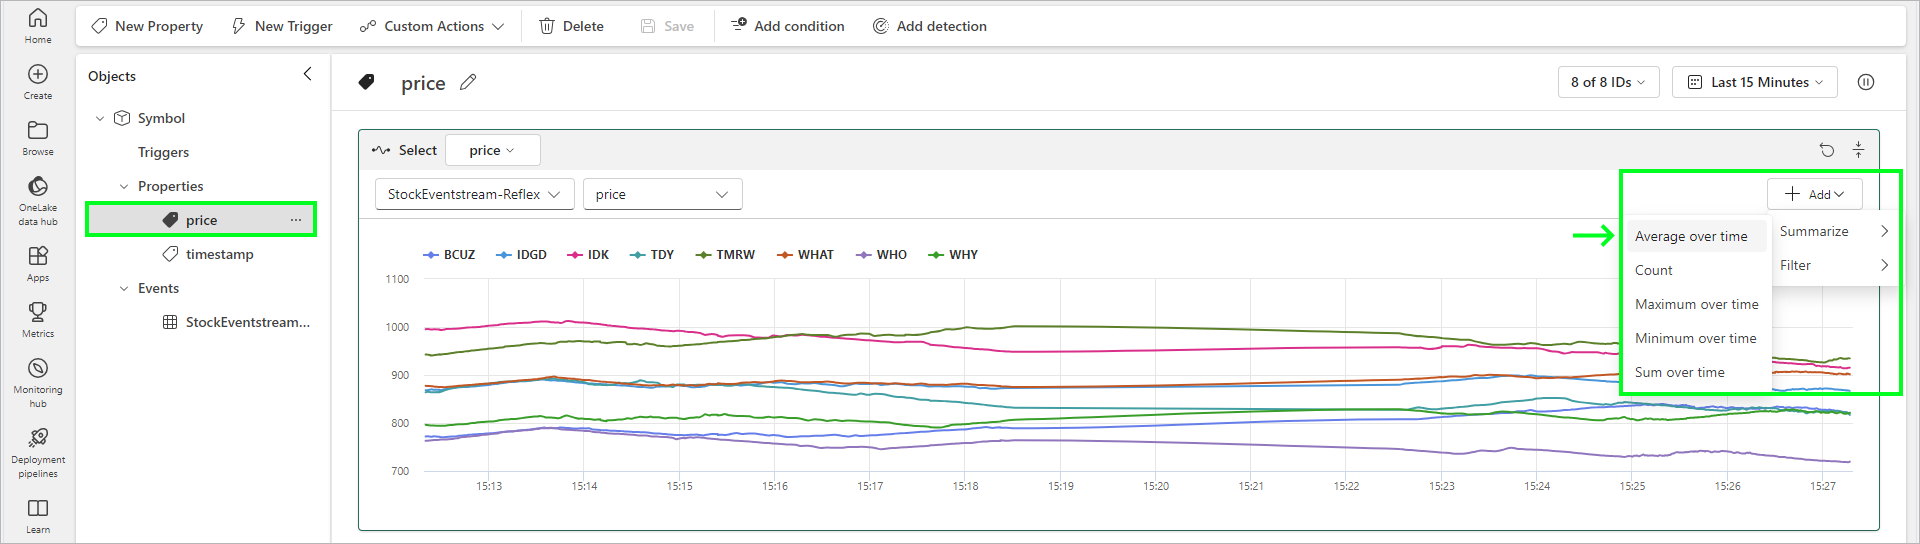 New Property
New Trigger
Custom Actions
Delete
Save
Add condition
Add detection
Home
Create
Browse
OneLake
data hub
Apps
Metrics
Monitoring
hub
Deployment
pipelines
Learn
Objects
Symbol
Triggers
Properties
price
...
timestamp
Events
StockEventstream...
price
8 of 8 IDs
Last 15 Minutes
Select
price
StockEventstream-Reflex
price
Add
Summarize
Filter
Average over time
Count
Maximum over time
Minimum over time
Sum over time
BCUZ IDGD IDK TDY TMRW WHAT WHO WHY
1100
1000
900
800
700
15:13 15:14 15:15 15:16 15:17 15:18 15:19 15:20 15:21 15:22 15:23 15:24 15:25 15:26 15:27